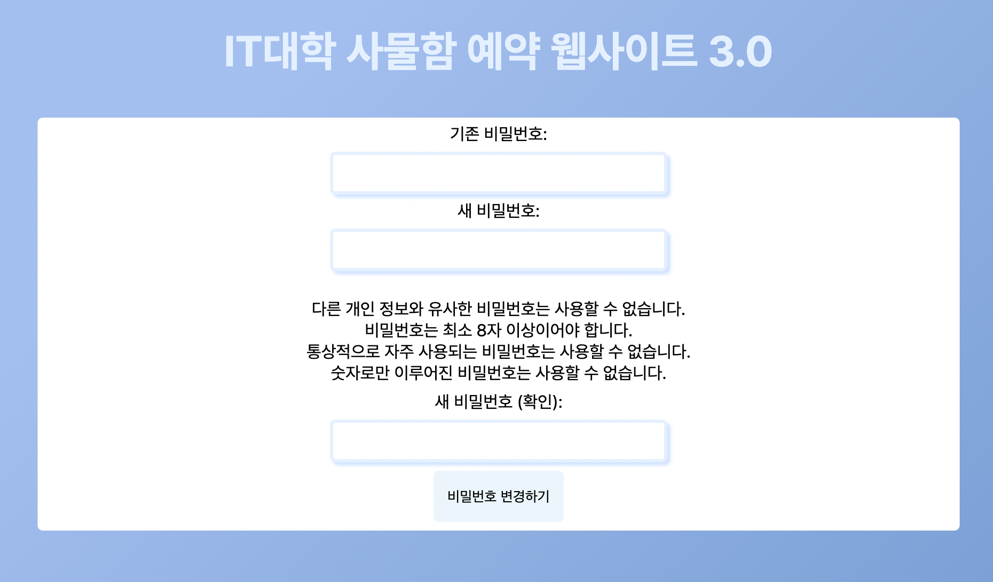 IT대학 사물함 예약 웹사이트 3.0
기존 비밀번호:
새 비밀번호:
다른 개인 정보와 유사한 비밀번호는 사용할 수 없습니다.
비밀번호는 최소 8자 이상이어야 합니다.
통상적으로 자주 사용되는 비밀번호는 사용할 수 없습니다.
숫자로만 이루어진 비밀번호는 사용할 수 없습니다.
새 비밀번호 (확인):
비밀번호 변경하기